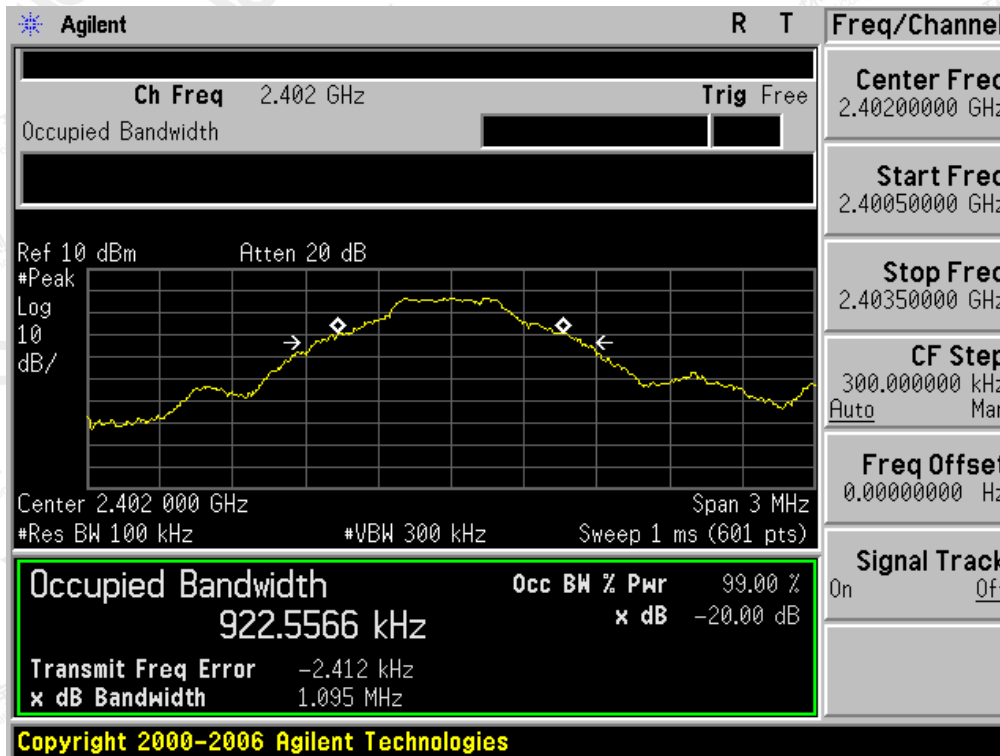 Agilent R T Freq/Channel
Ch Freq 2.402 GHz Trig Free
Occupied Bandwidth
Center Freq
2.40200000 GHz
Start Freq
2.40050000 GHz
Stop Freq
2.40350000 GHz
CF Step
300.000000 kHz
Auto Man
Freq Offset
0.00000000 Hz
Signal Track
On Off
Ref 10 dBm Atten 20 dB
#Peak
Log
10
dB/
Center 2.402 000 GHz Span 3 MHz
#Res BW 100 kHz #VBW 300 kHz Sweep 1 ms (601 pts)
Occupied Bandwidth Occ BW % Pwr 99.00 %
922.5566 kHz x dB -20.00 dB
Transmit Freq Error -2.412 kHz
x dB Bandwidth 1.095 MHz
Copyright 2000-2006 Agilent Technologies